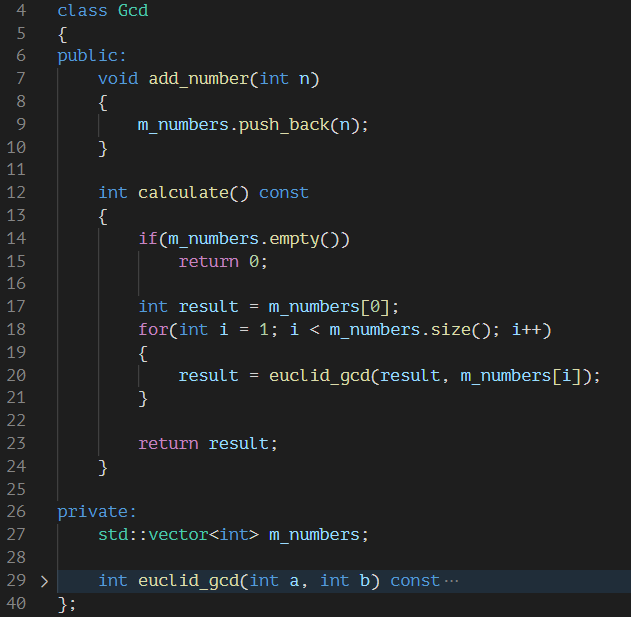 4 class Gcd
5 {
6 public:
7 void add_number(int n)
8 {
9 m_numbers.push_back(n);
10 }
11
12 int calculate() const
13 {
14 if(m_numbers.empty())
15 return 0;
16
17 int result = m_numbers[0];
18 for(int i = 1; i < m_numbers.size(); i++)
19 {
20 result = euclid_gcd(result, m_numbers[i]);
21 }
22
23 return result;
24 }
25
26 private:
27 std::vector<int> m_numbers;
28
29 int euclid_gcd(int a, int b) const ···
40 };